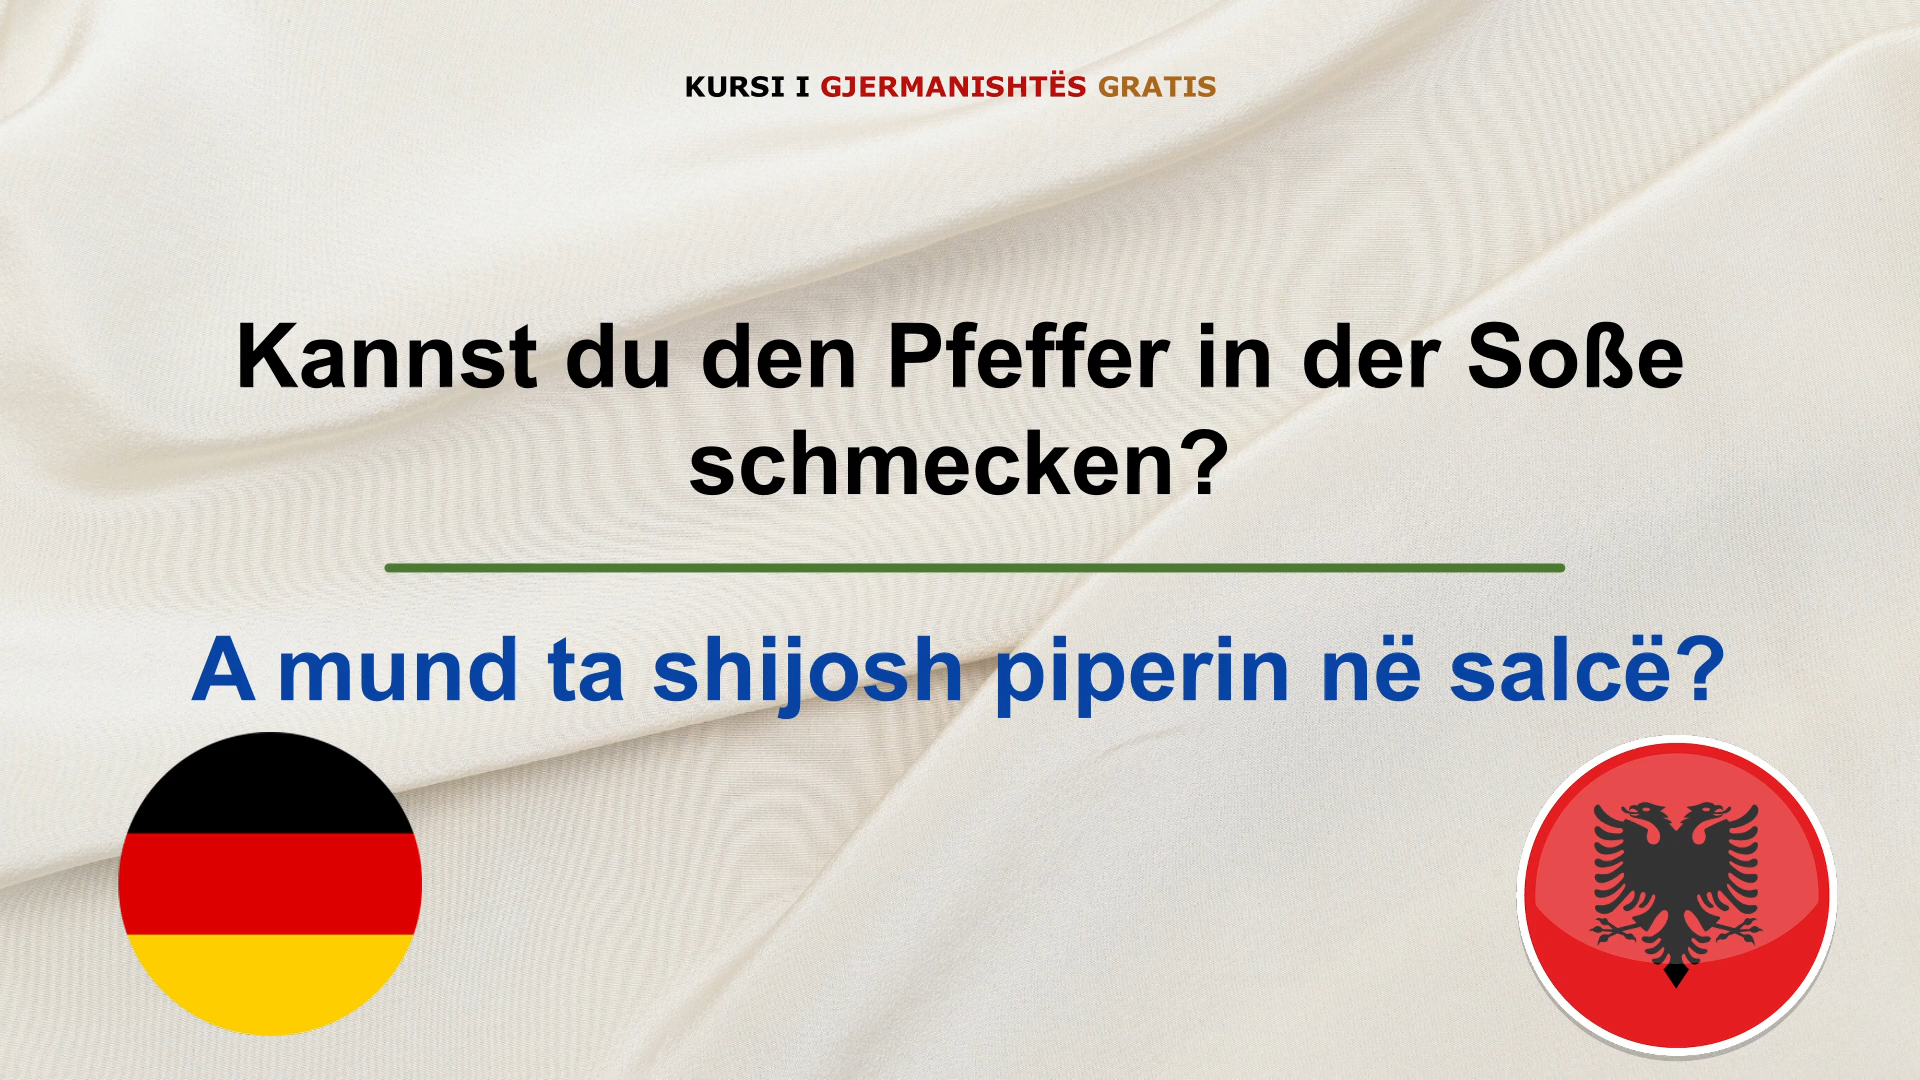 KURSI I GJERMANISHTËS GRATIS
Kannst du den Pfeffer in der Soße
schmecken?
A mund ta shijosh piperin në salcë?